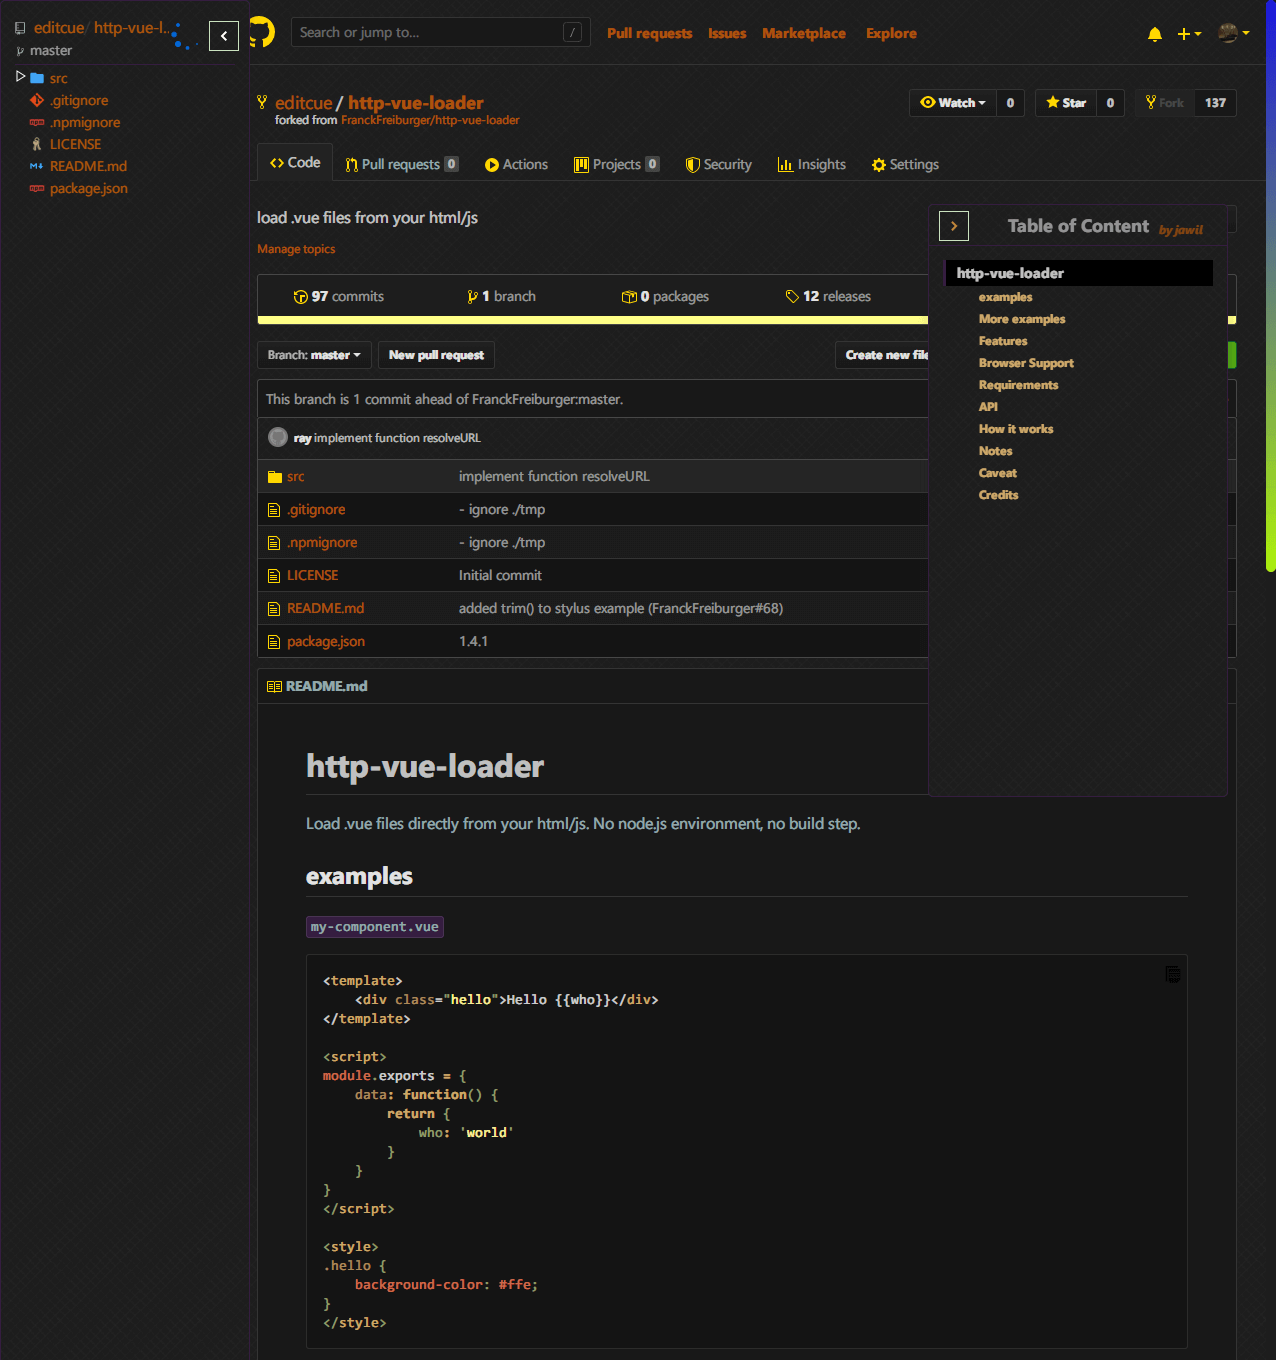 editcue/ http-vue-l...
master
src
.gitignore
.npmignore
LICENSE
README.md
package.json
Search or jump to... /
Pull requests Issues Marketplace Explore
editcue / http-vue-loader
forked from FranckFreiburger/http-vue-loader
Watch 0 Star 0 Fork 137
Code Pull requests 0 Actions Projects 0 Security Insights Settings
load .vue files from your html/js
Manage topics
97 commits 1 branch 0 packages 12 releases
Branch: master New pull request Create new file
This branch is 1 commit ahead of FranckFreiburger:master.
ray implement function resolveURL
src implement function resolveURL
.gitignore - ignore ./tmp
.npmignore - ignore ./tmp
LICENSE Initial commit
README.md added trim() to stylus example (FranckFreiburger#68)
package.json 1.4.1
Table of Content by jawil
http-vue-loader
examples
More examples
Features
Browser Support
Requirements
API
How it works
Notes
Caveat
Credits
README.md
http-vue-loader
Load .vue files directly from your html/js. No node.js environment, no build step.
examples
my-component.vue
<template>
    <div class="hello">Hello {{who}}</div>
</template>
<script>
module.exports = {
    data: function() {
        return {
            who: 'world'
        }
    }
}
</script>
<style>
.hello {
    background-color: #ffe;
}
</style>